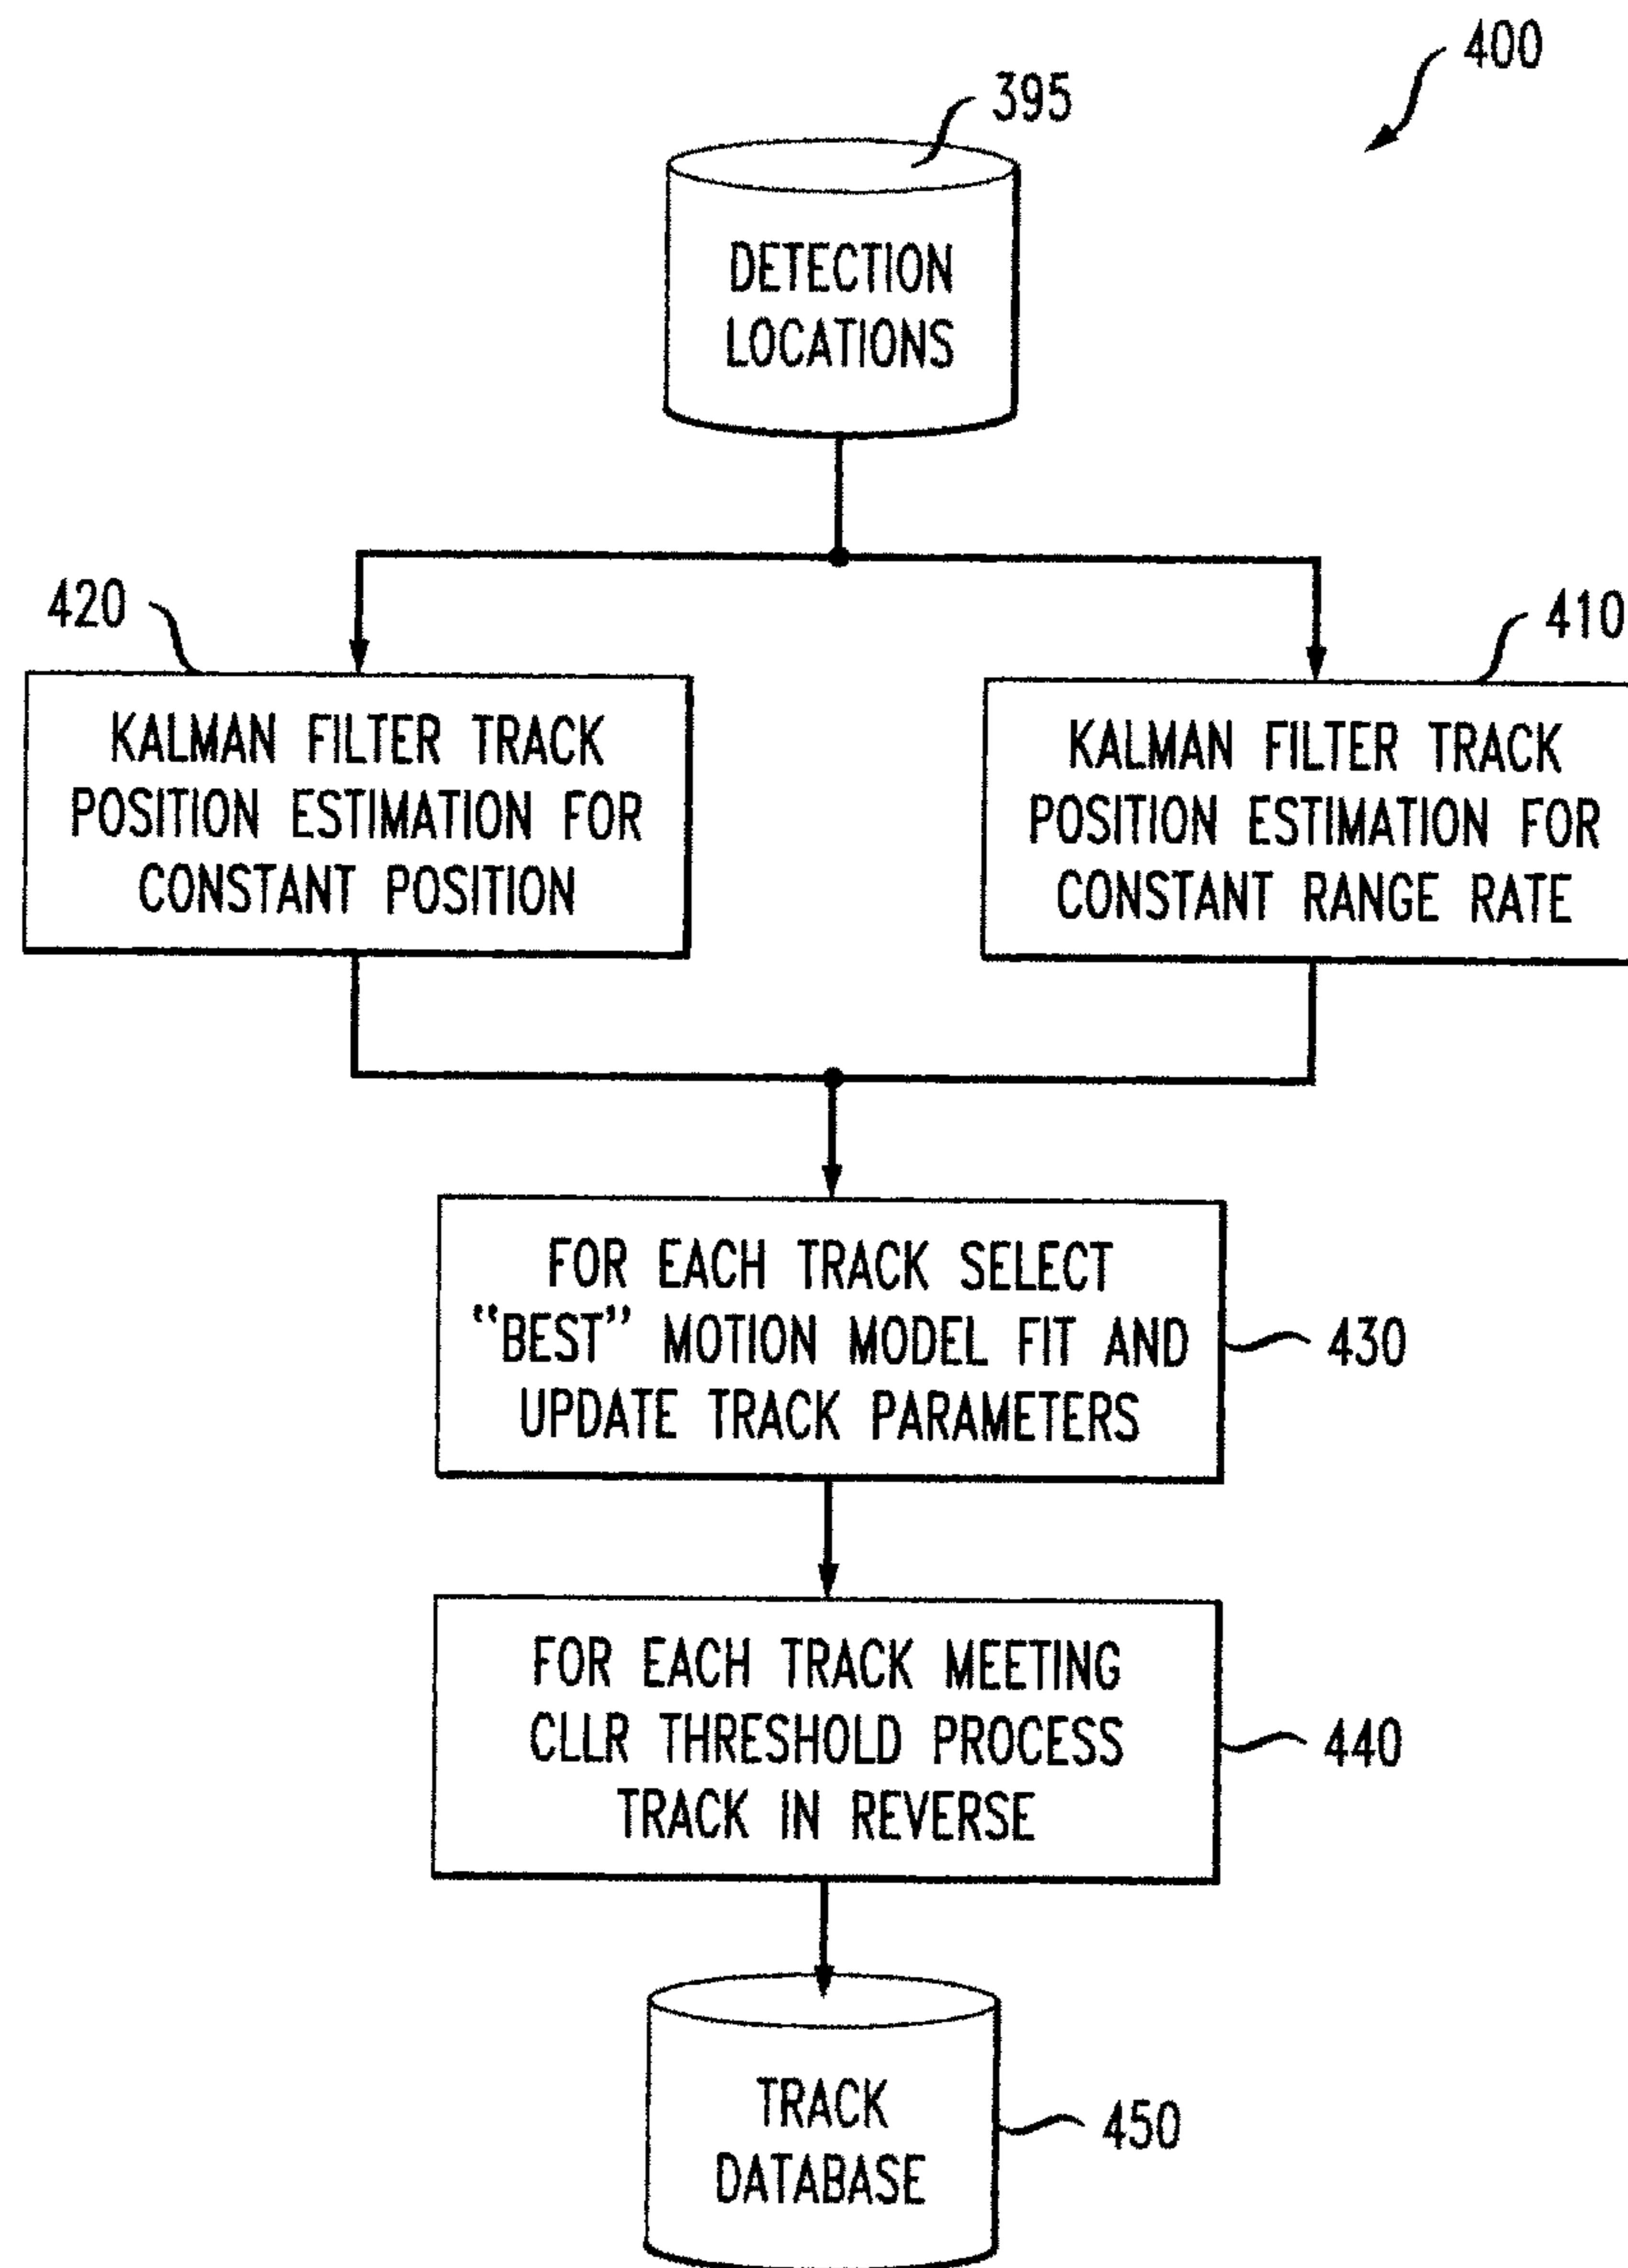 400
395
DETECTION
LOCATIONS
420
410
KALMAN FILTER TRACK
POSITION ESTIMATION FOR
CONSTANT POSITION
KALMAN FILTER TRACK
POSITION ESTIMATION FOR
CONSTANT RANGE RATE
FOR EACH TRACK SELECT
"BEST" MOTION MODEL FIT AND
UPDATE TRACK PARAMETERS
430
FOR EACH TRACK MEETING
CLLR THRESHOLD PROCESS
TRACK IN REVERSE
440
TRACK
DATABASE
450